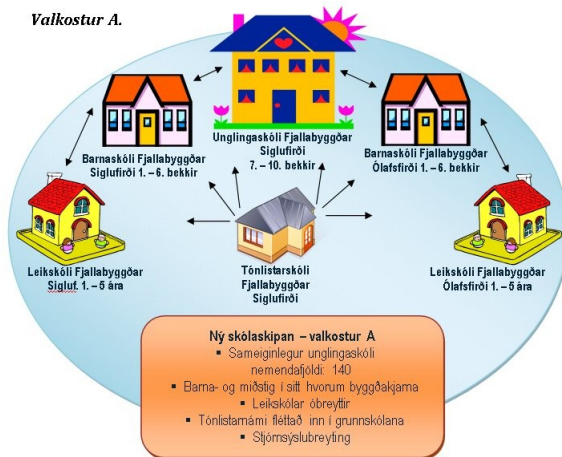 Valkostur A.
Unglingaskóli Fjallabyggðar
Siglufirði
7. – 10. bekkir
Barnaskóli Fjallabyggðar
Siglufirði 1. – 6. bekkir
Barnaskóli Fjallabyggðar
Ólafsfirði 1. – 6. bekkir
Leikskóli Fjallabyggðar
Sigluf. 1. – 5 ára
Tónlistarskóli
Fjallabyggðar
Siglufirði
Leikskóli Fjallabyggðar
Ólafsfirði 1. – 5 ára
Ný skólaskipan – valkostur A
▪ Sameiginlegur unglingaskóli
nemendafjöldi: 140
▪ Barna- og miðstig í sitt hvorum byggðakjarna
▪ Leikskólar óbreyttir
▪ Tónlistarnámi fléttað inn í grunnskólana
▪ Stjórnsýslubreyting